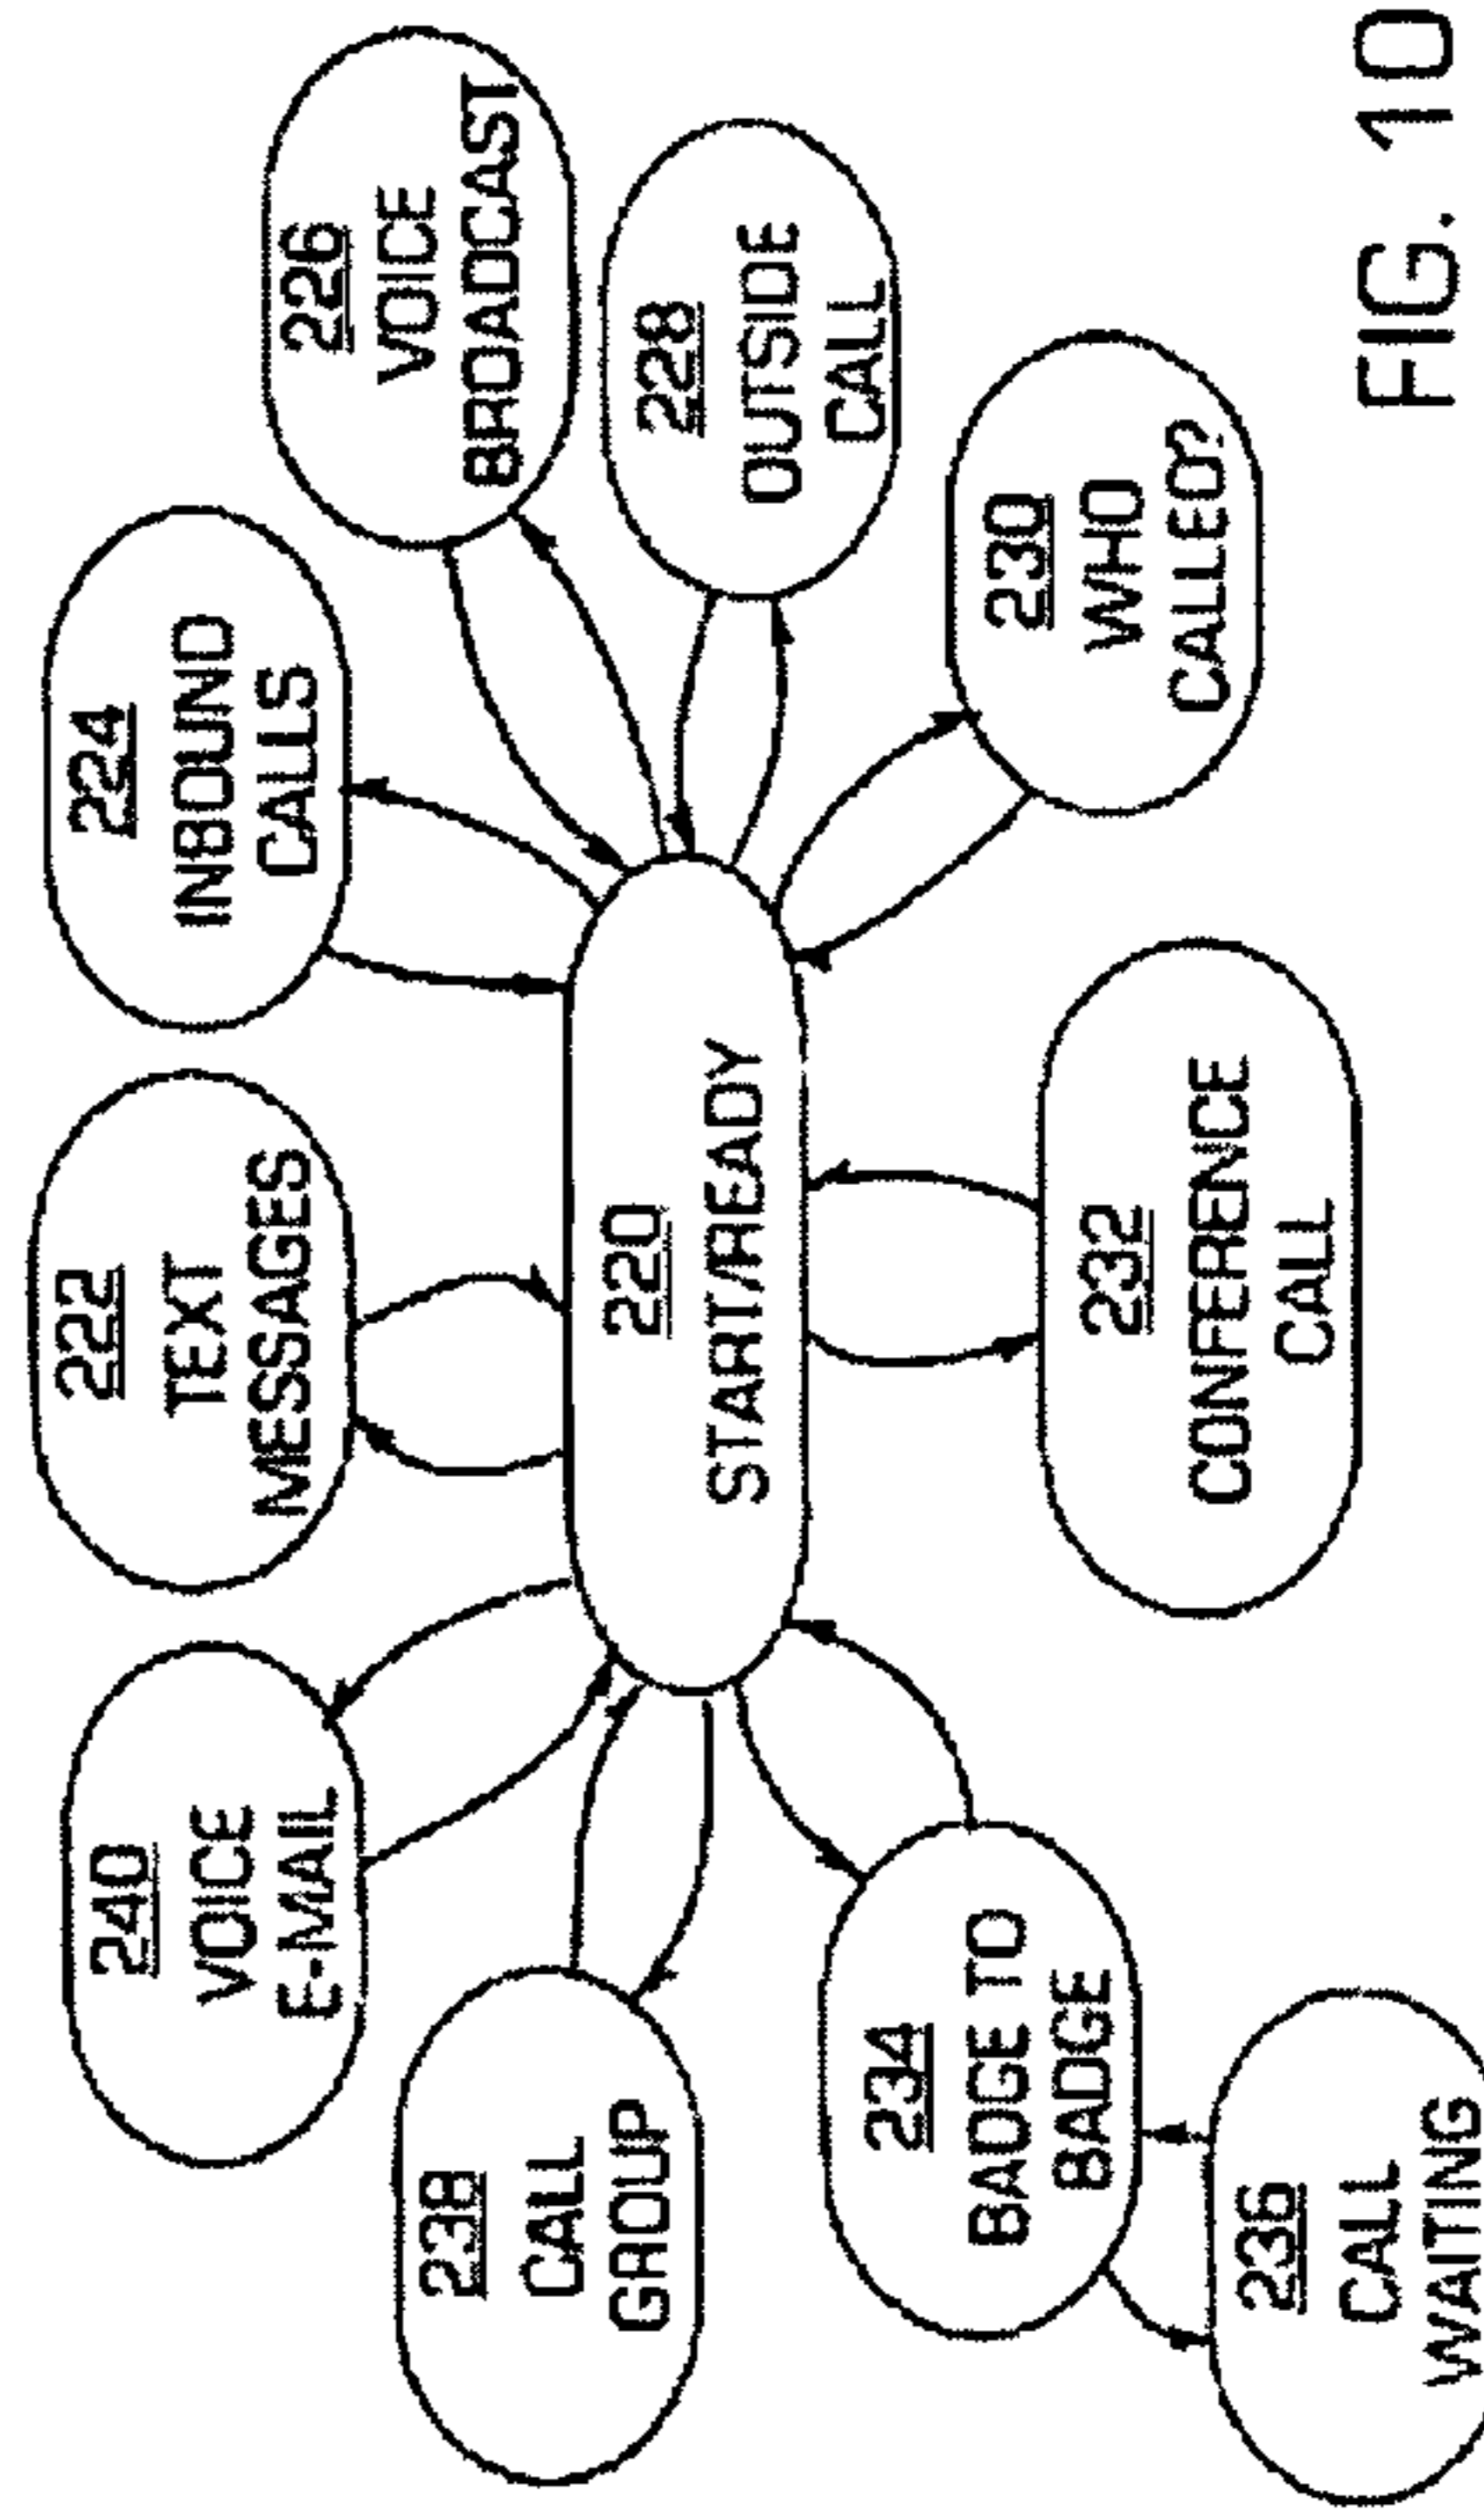 240
VOICE
E-MAIL
222
TEXT
MESSAGES
224
INBOUND
CALLS
226
VOICE
BROADCAST
238
CALL
GROUP
220
START/READY
228
OUTSIDE
CALL
234
BADGE TO
BADGE
232
CONFERENCE
CALL
230
WHO
CALLED?
236
CALL
WAITING
FIG. 10